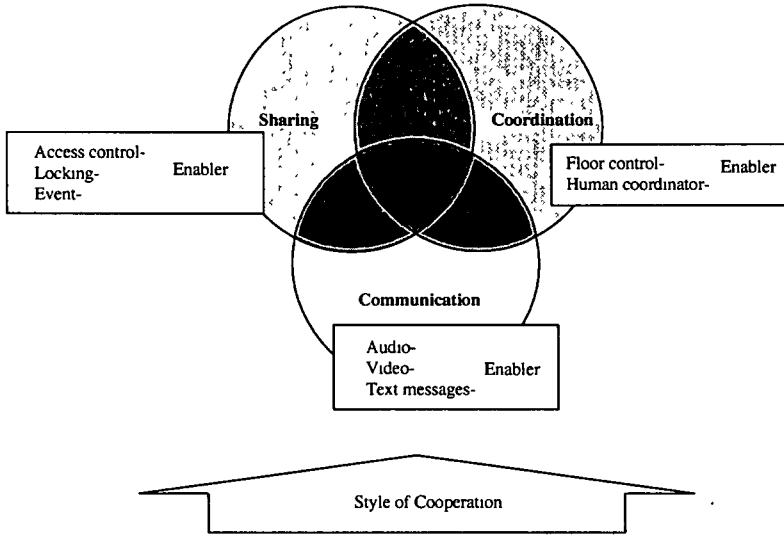 Sharing
Coordination
Access control-
Locking-
Event-
Enabler
Floor control-
Human coordinator-
Enabler
Communication
Audio-
Video-
Text messages-
Enabler
Style of Cooperation